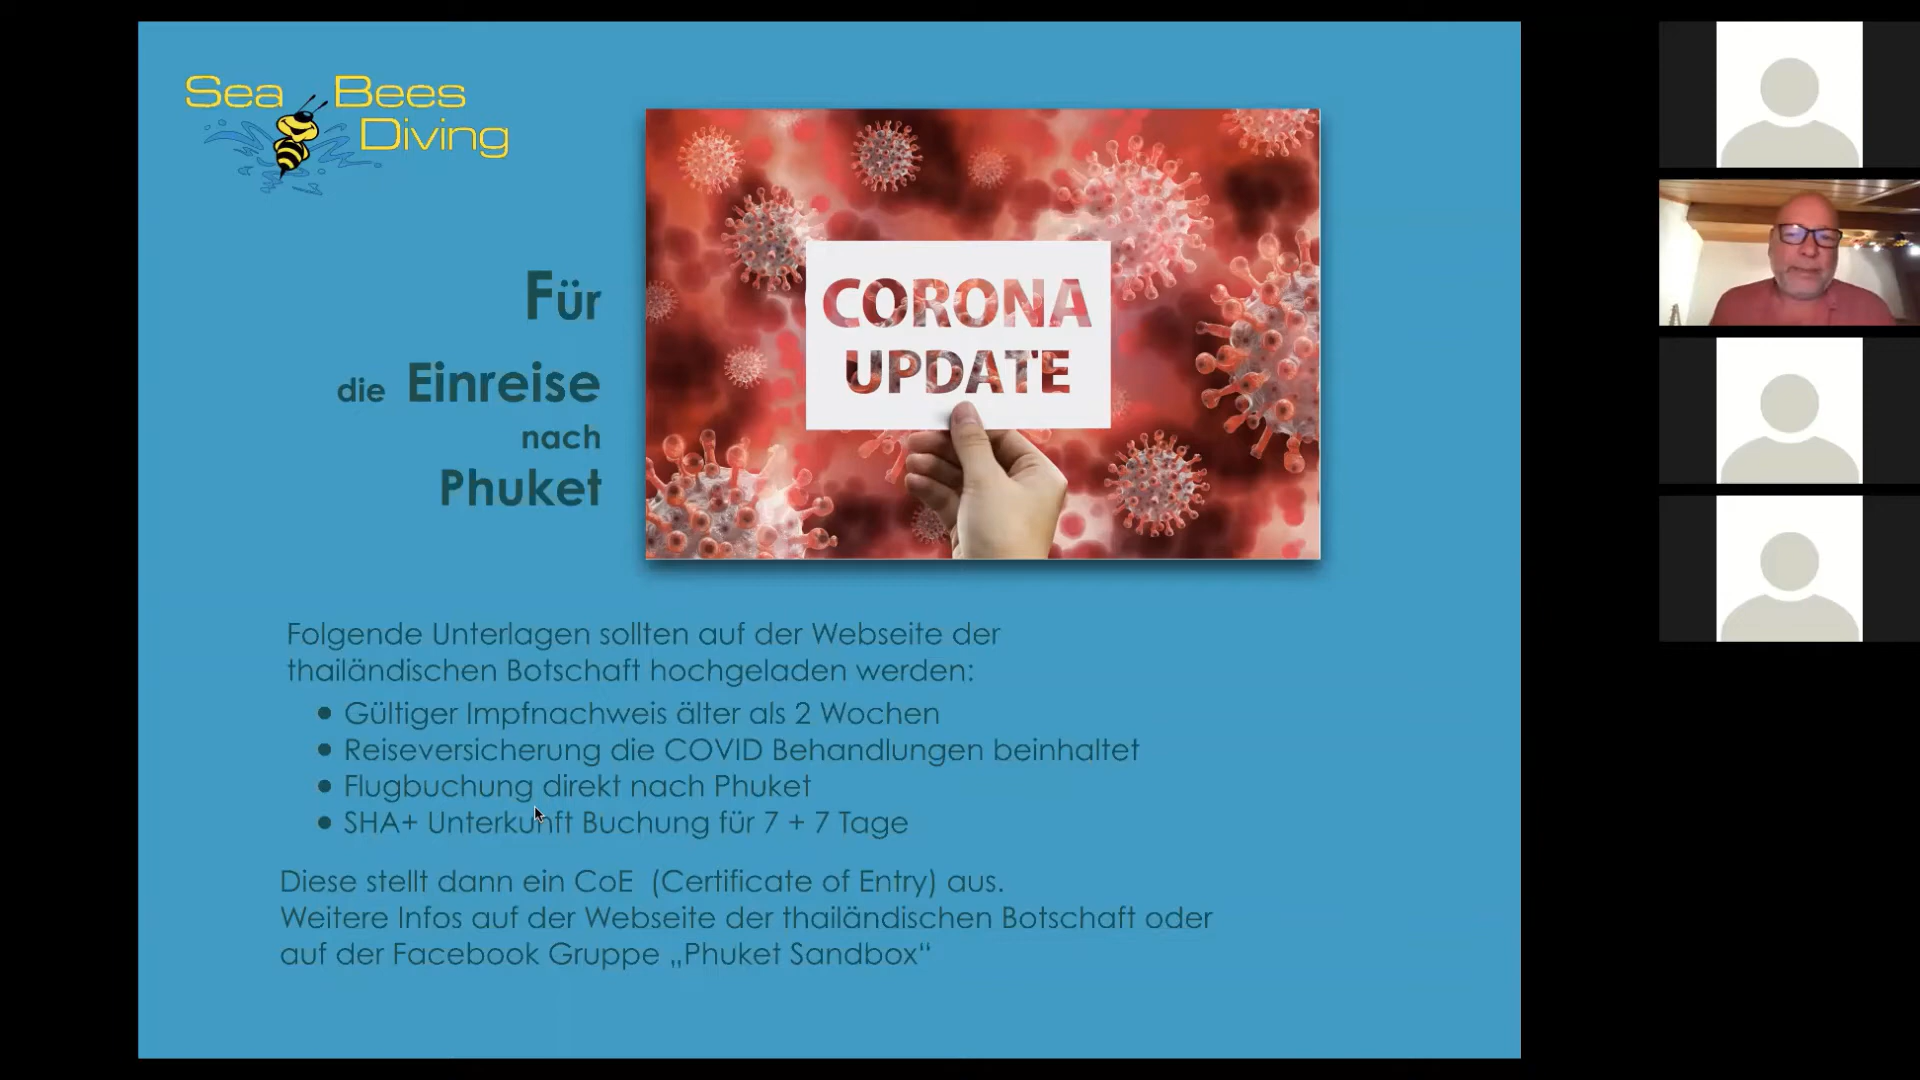 Sea Bees
Diving
Für
die Einreise
nach
Phuket
CORONA
UPDATE
Folgende Unterlagen sollten auf der Webseite der
thailändischen Botschaft hochgeladen werden:
• Gültiger Impfnachweis älter als 2 Wochen
• Reiseversicherung die COVID Behandlungen beinhaltet
• Flugbuchung direkt nach Phuket
• SHA+ Unterkunft Buchung für 7 + 7 Tage
Diese stellt dann ein CoE (Certificate of Entry) aus.
Weitere Infos auf der Webseite der thailändischen Botschaft oder
auf der Facebook Gruppe „Phuket Sandbox“